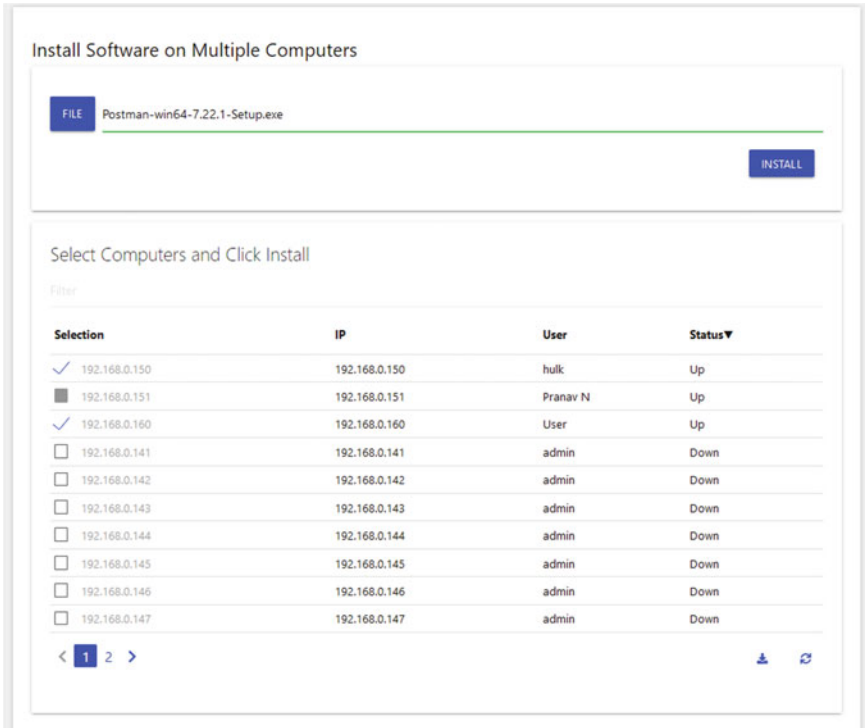 Install Software on Multiple Computers
FILE Postman-win64-7.22.1-Setup.exe
INSTALL
Select Computers and Click Install
Filter
Selection IP User Status▼
192.168.0.150 192.168.0.150 hulk Up
192.168.0.151 192.168.0.151 Pranav N Up
192.168.0.160 192.168.0.160 User Up
192.168.0.141 192.168.0.141 admin Down
192.168.0.142 192.168.0.142 admin Down
192.168.0.143 192.168.0.143 admin Down
192.168.0.144 192.168.0.144 admin Down
192.168.0.145 192.168.0.145 admin Down
192.168.0.146 192.168.0.146 admin Down
192.168.0.147 192.168.0.147 admin Down
< 1 2 >